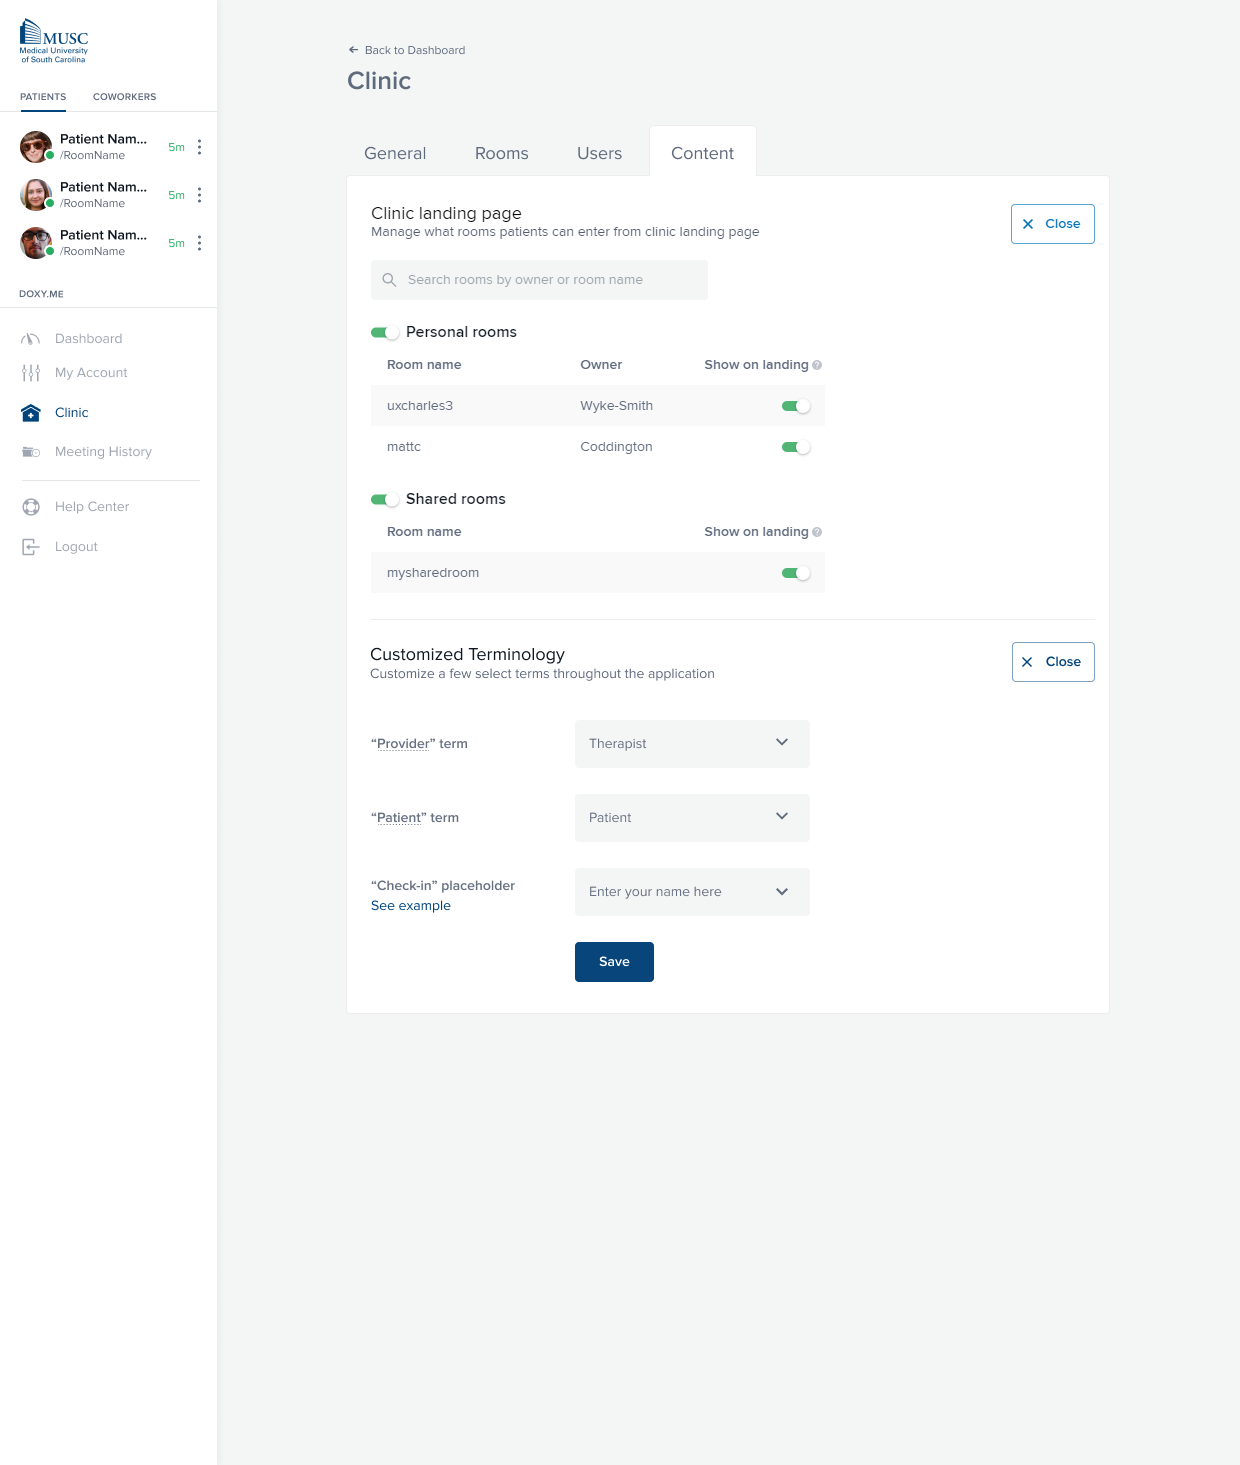 MUSC
Medical University
of South Carolina
PATIENTS COWORKERS
Patient Nam...
/RoomName
5m
Patient Nam...
/RoomName
5m
Patient Nam...
/RoomName
5m
DOXY.ME
Dashboard
My Account
Clinic
Meeting History
Help Center
Logout
Back to Dashboard
Clinic
General Rooms Users Content
Clinic landing page
Manage what rooms patients can enter from clinic landing page
Close
Search rooms by owner or room name
Personal rooms
Room name Owner Show on landing ?
uxcharles3 Wyke-Smith
mattc Coddington
Shared rooms
Room name Show on landing ?
mysharedroom
Customized Terminology
Customize a few select terms throughout the application
Close
“Provider” term Therapist
“Patient” term Patient
“Check-in” placeholder
See example
Enter your name here
Save